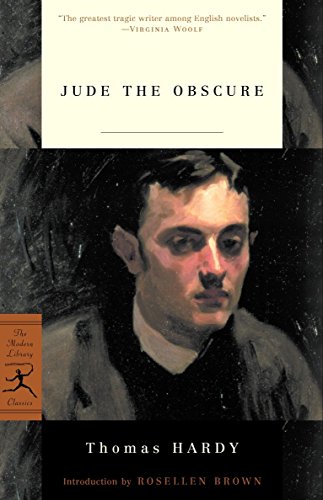 "The greatest tragic writer among English novelists."
—VIRGINIA WOOLF
JUDE THE OBSCURE
The
Modern
Library
Classics
Thomas HARDY
Introduction by ROSELLEN BROWN